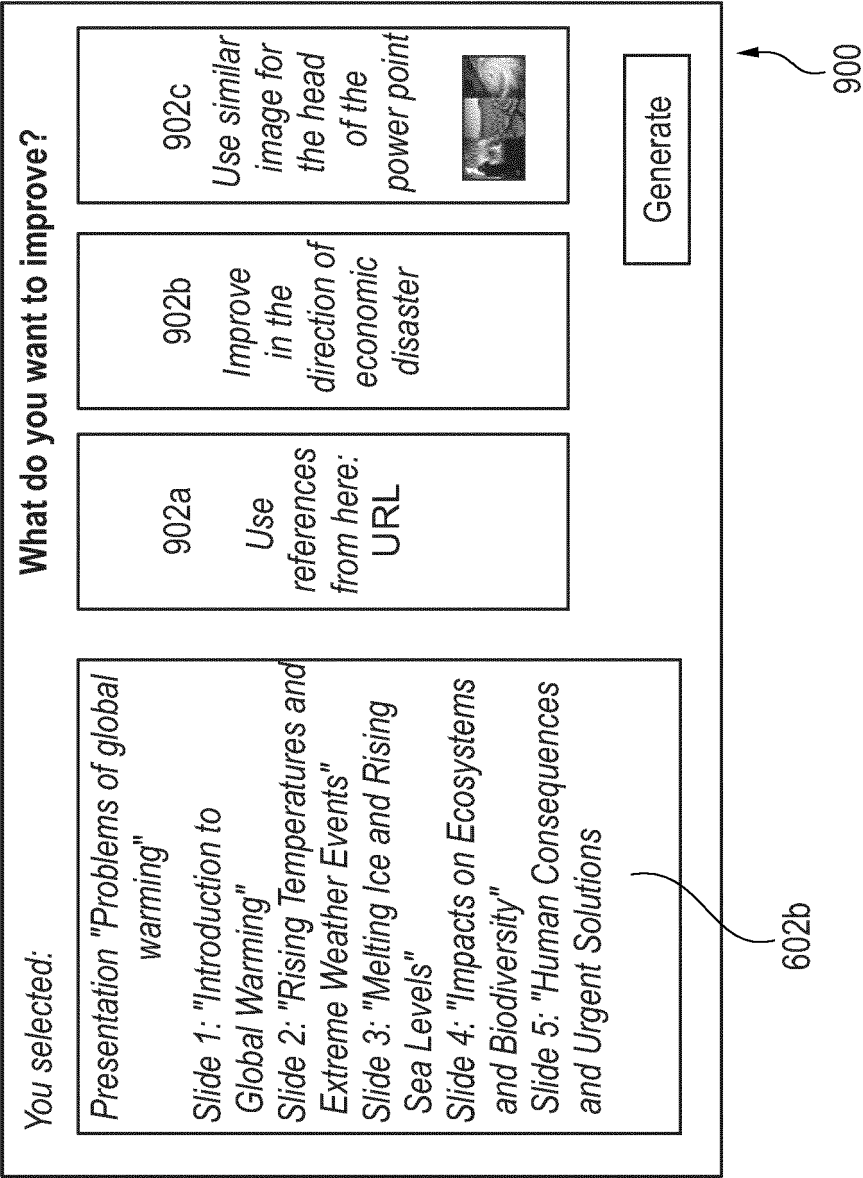 What do you want to improve?
You selected:
Presentation "Problems of global
warming"
Slide 1: "Introduction to
Global Warming"
Slide 2: "Rising Temperatures and
Extreme Weather Events"
Slide 3: "Melting Ice and Rising
Sea Levels"
Slide 4: "Impacts on Ecosystems
and Biodiversity"
Slide 5: "Human Consequences
and Urgent Solutions
602b
902a
Use
references
from here:
URL
902b
Improve
in the
direction of
economic
disaster
902c
Use similar
image for
the head
of the
power point
Generate
900